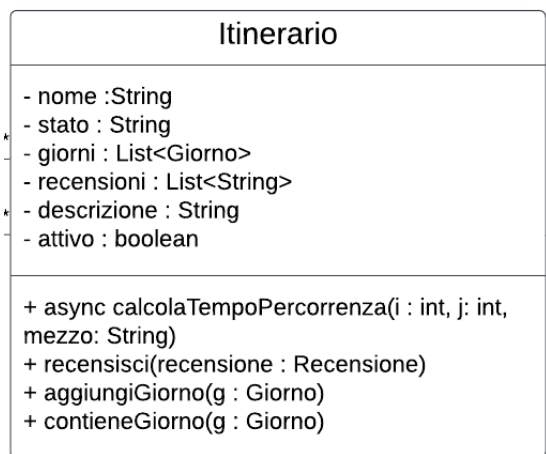 Itinerario
- nome :String
- stato : String
- giorni : List<Giorno>
- recensioni : List<String>
- descrizione : String
- attivo : boolean
+ async calcolaTempoPercorrenza(i : int, j: int,
mezzo: String)
+ recensisci(recensione : Recensione)
+ aggiungiGiorno(g : Giorno)
+ contieneGiorno(g : Giorno)
*
*